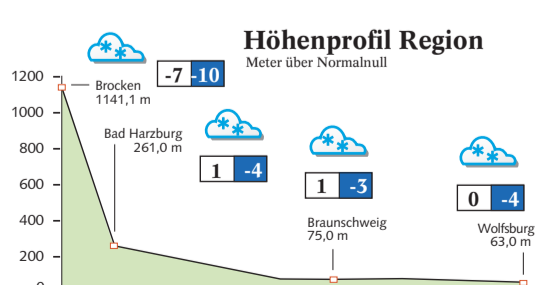 Höhenprofil Region
Meter über Normalnull
-7 -10
1200
Brocken
1141,1 m
1000
Bad Harzburg
261,0 m
800
1 -4
1 -3
600
0 -4
400
Braunschweig
75,0 m
Wolfsburg
63,0 m
200
0